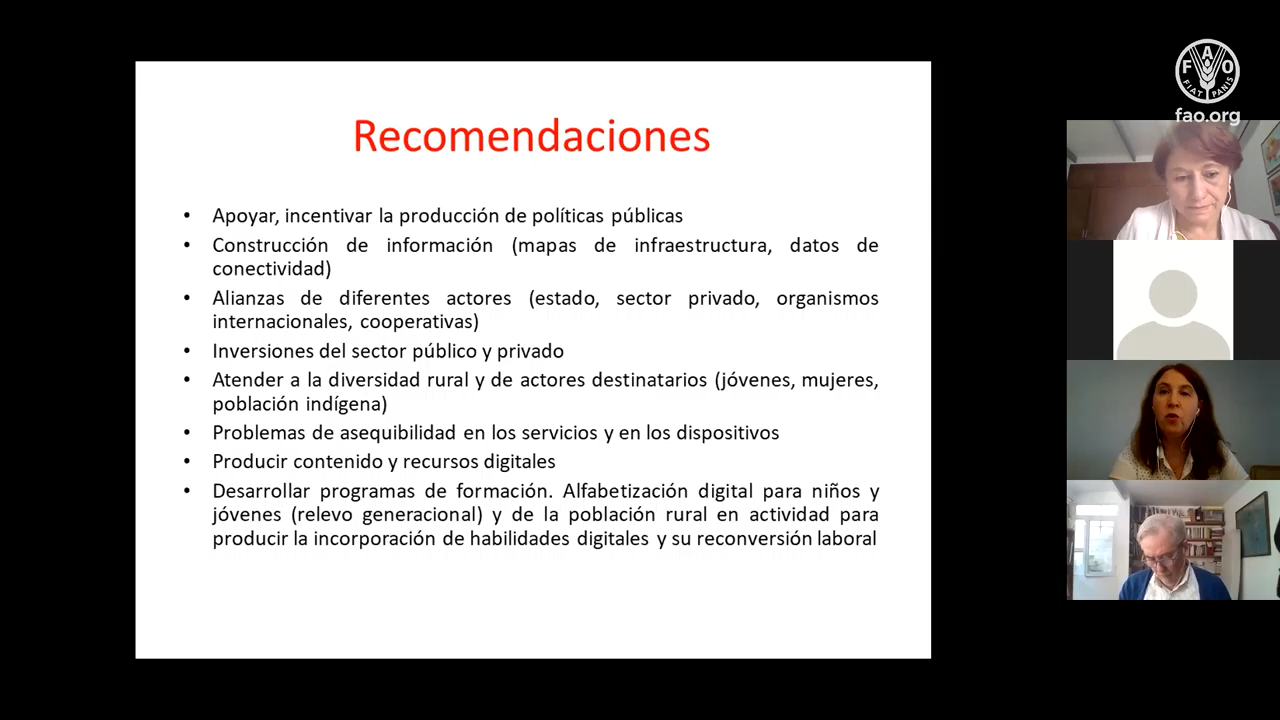 Recomendaciones
• Apoyar, incentivar la producción de políticas públicas
• Construcción de información (mapas de infraestructura, datos de
conectividad)
• Alianzas de diferentes actores (estado, sector privado, organismos
internacionales, cooperativas)
• Inversiones del sector público y privado
• Atender a la diversidad rural y de actores destinatarios (jóvenes, mujeres,
población indígena)
• Problemas de asequibilidad en los servicios y en los dispositivos
• Producir contenido y recursos digitales
• Desarrollar programas de formación. Alfabetización digital para niños y
jóvenes (relevo generacional) y de la población rural en actividad para
producir la incorporación de habilidades digitales y su reconversión laboral
F A O
FIAT PANIS
fao.org